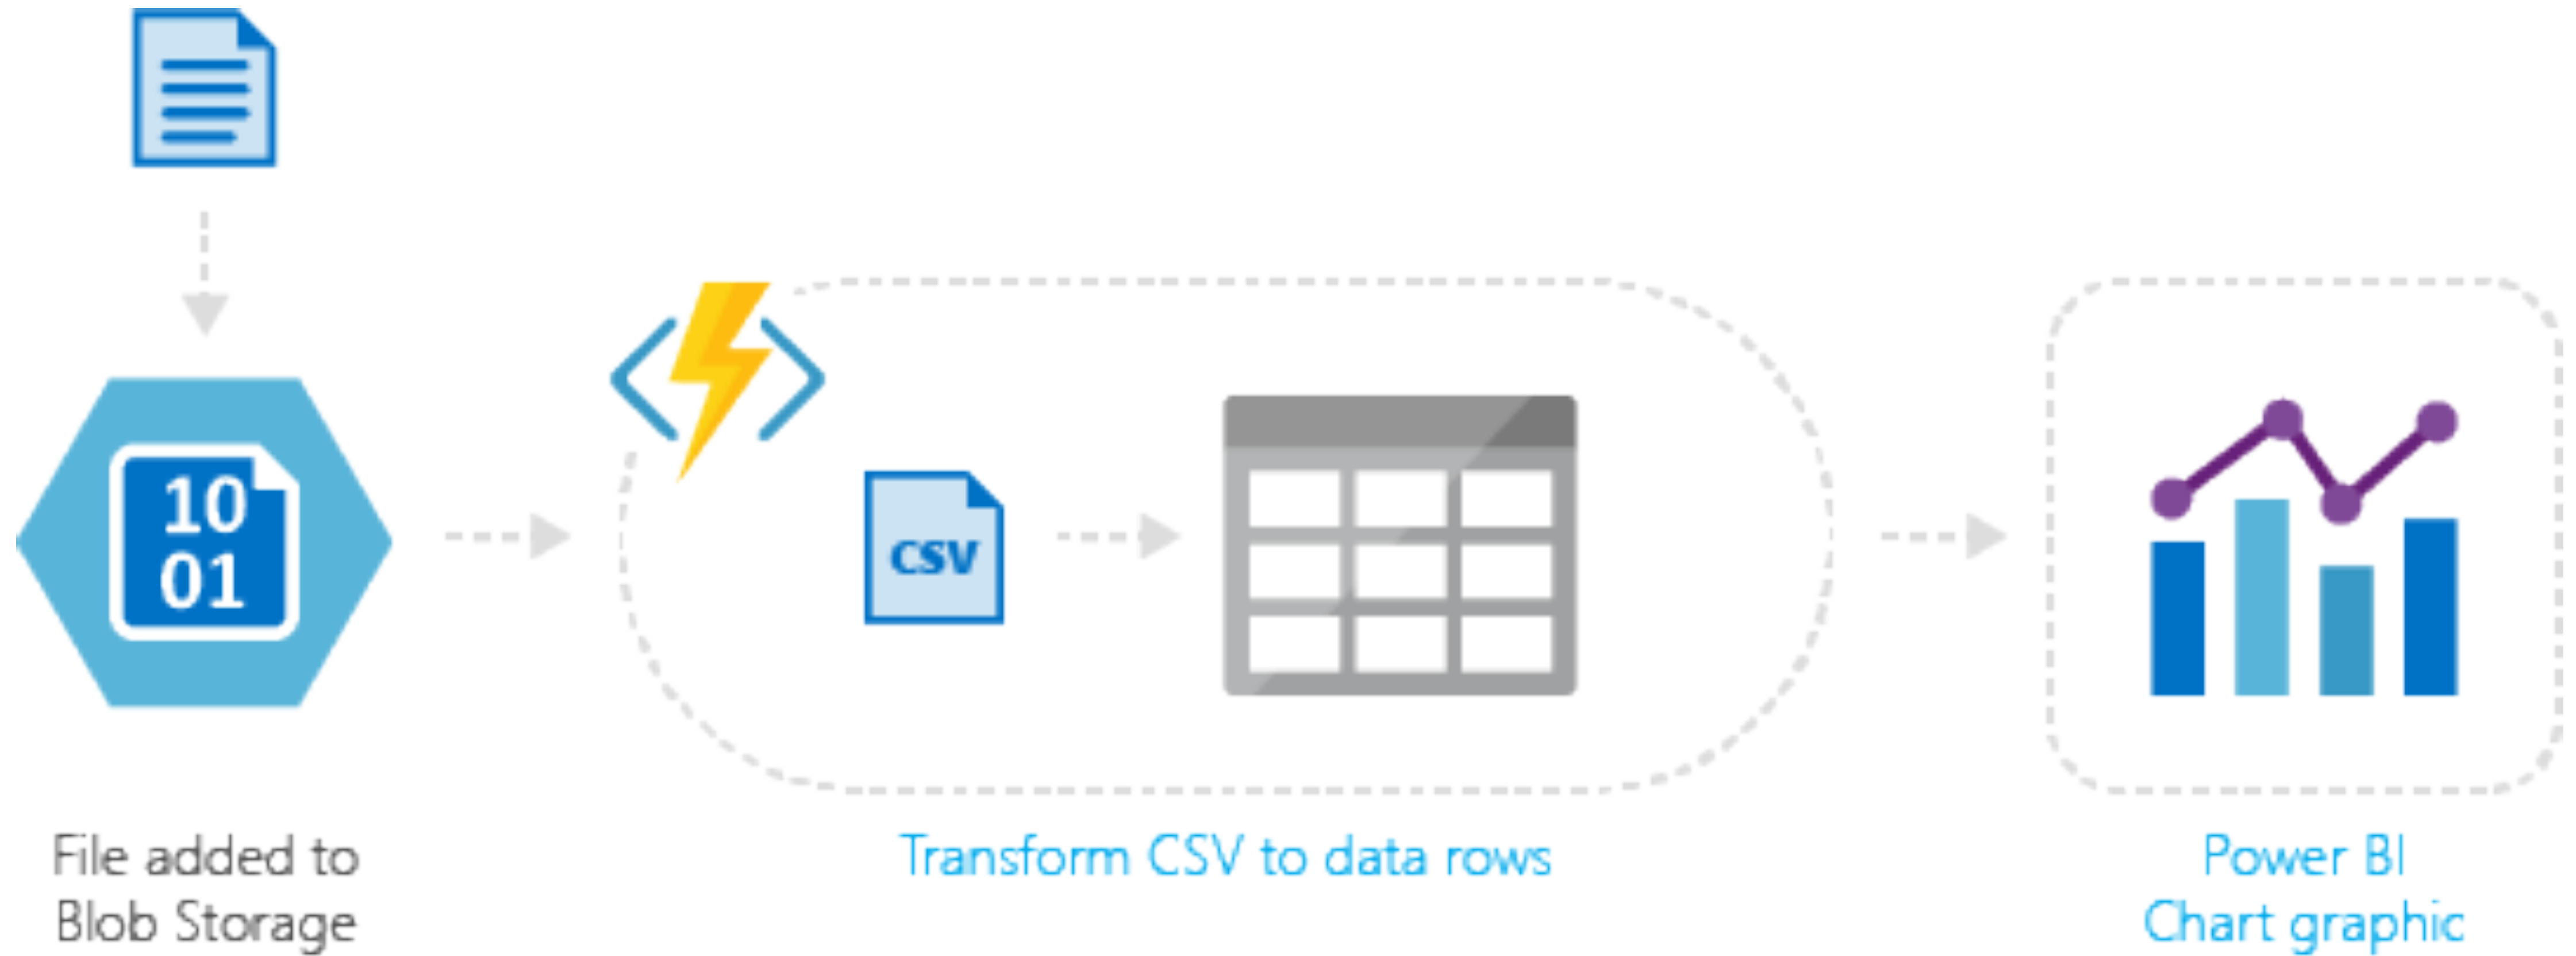 10
01
CSV
File added to
Blob Storage
Transform CSV to data rows
Power BI
Chart graphic